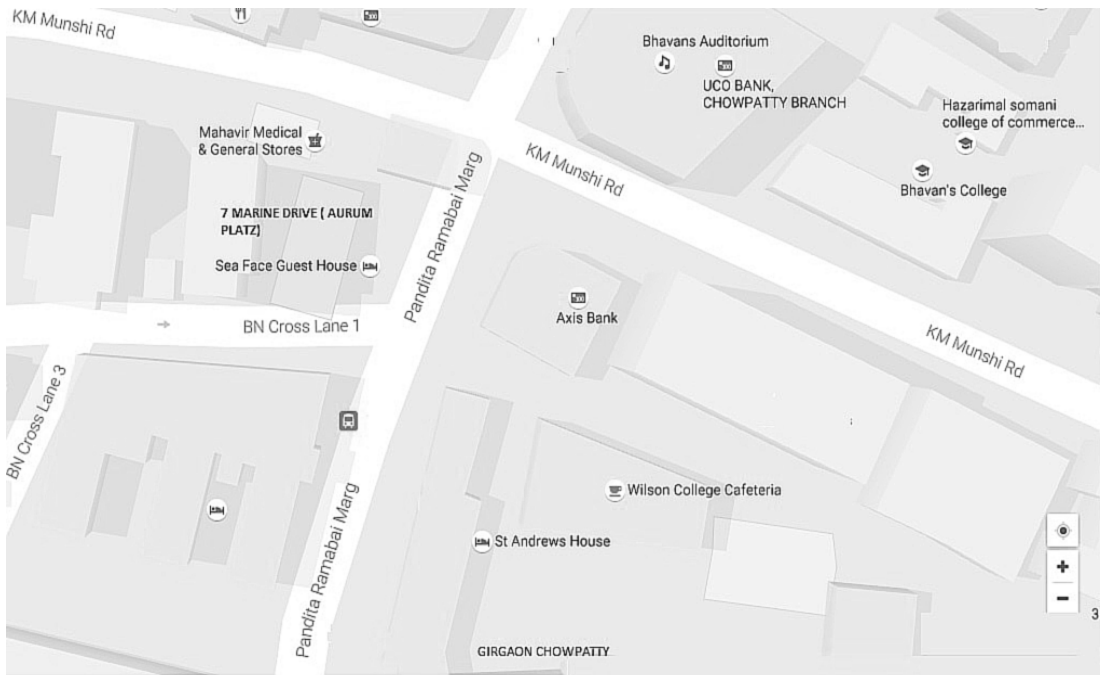 KM Munshi Rd
Bhavans Auditorium
UCO BANK,
CHOWPATTY BRANCH
Hazarimal somani
college of commerce...
Mahavir Medical
& General Stores
KM Munshi Rd
Bhavan's College
Pandita Ramabai Marg
7 MARINE DRIVE ( AURUM
PLATZ)
Sea Face Guest House
Axis Bank
BN Cross Lane 1
KM Munshi Rd
BN Cross Lane 3
Wilson College Cafeteria
St Andrews House
Pandita Ramabai Marg
3
GIRGAON CHOWPATTY